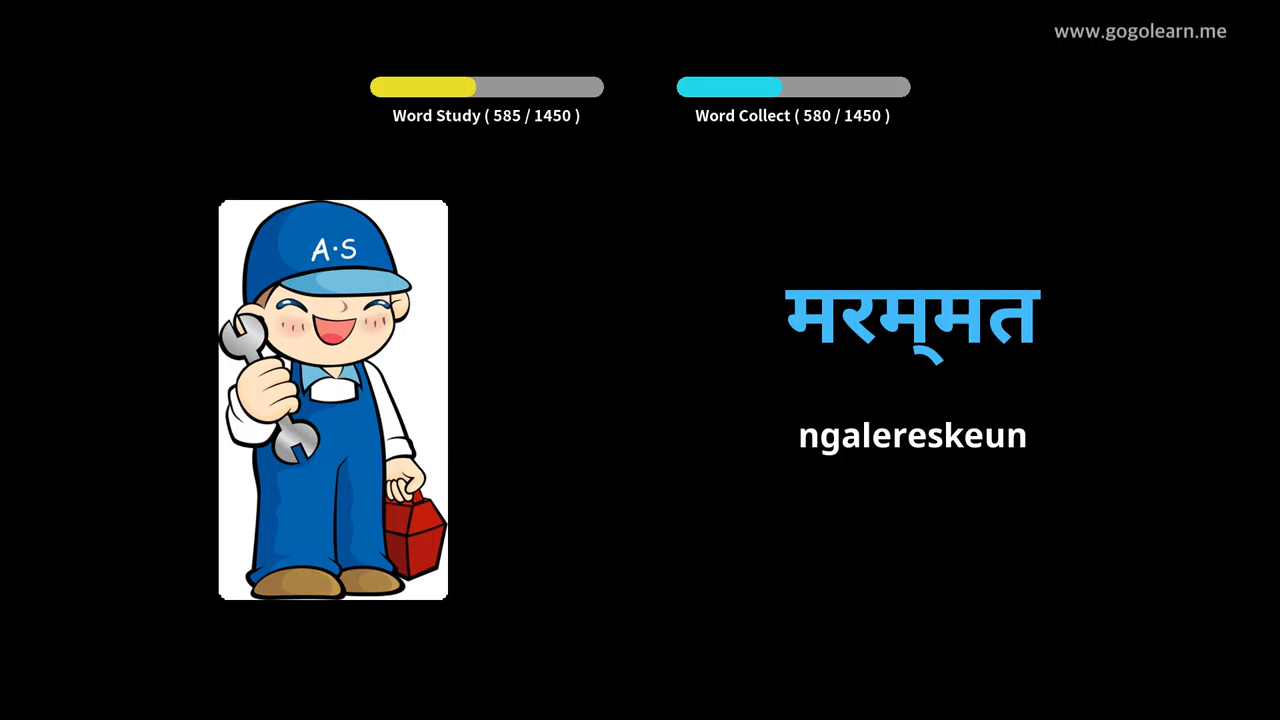 www.gogolearn.me
Word Study ( 585 / 1450 )
Word Collect ( 580 / 1450 )
A·S
मरम्‌मत
ngalereskeun